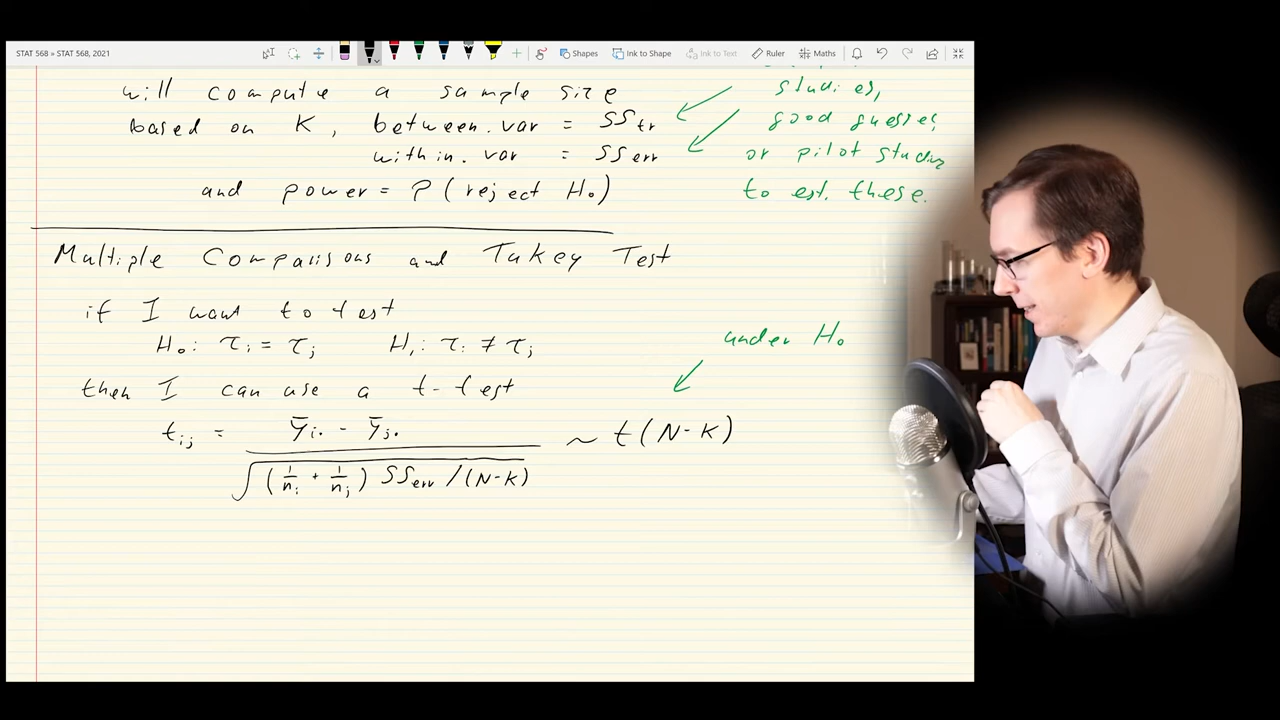 STAT 568 » STAT 568, 2021
Shapes
Ink to Shape
Ink to Text
Ruler
Maths
will compute a sample size
based on K, between.var = SStr
within.var = SSerr
and power = P(reject H₀)
studies,
good guesses,
or pilot studies
to est. these.
Multiple Comparisons and Tukey Test
if I want to test
H₀: τᵢ = τⱼ H₁: τᵢ ≠ τⱼ
under H₀
then I can use a t-test
tᵢⱼ = ȳᵢ. - ȳⱼ. ~ t(N-K)
√(1/nᵢ + 1/nⱼ) SSerr /(N-K)